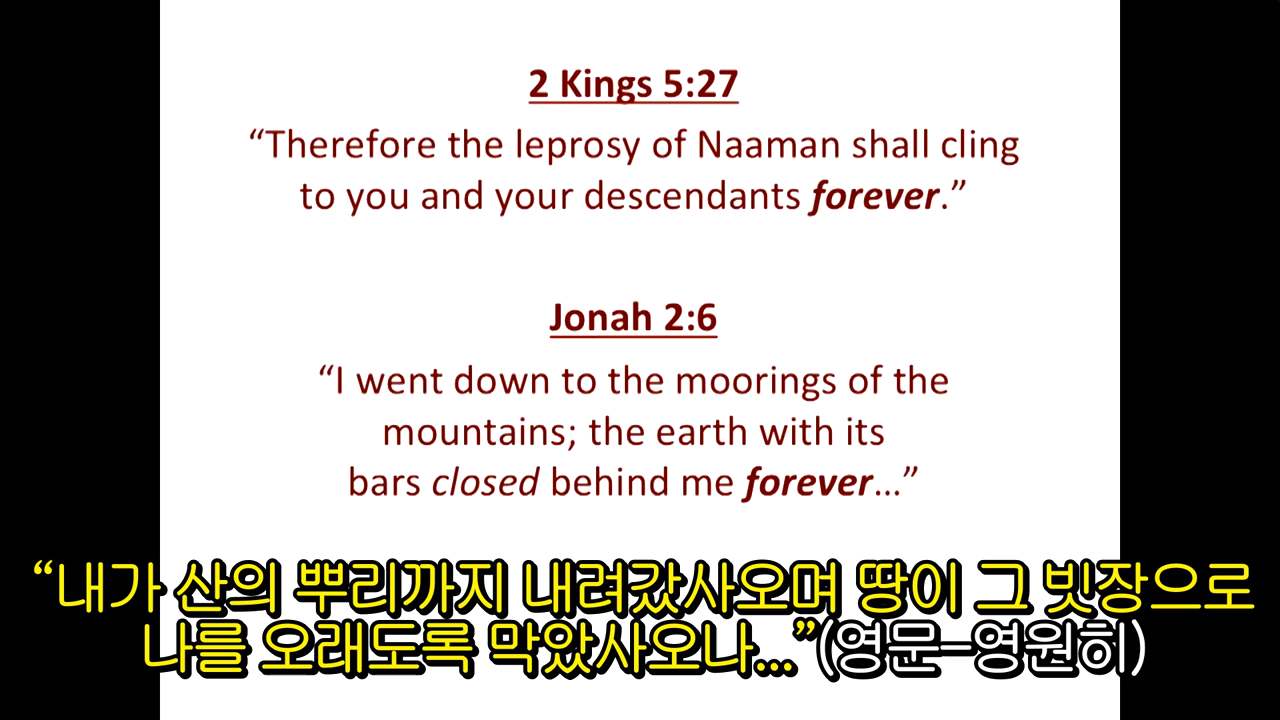 2 Kings 5:27
“Therefore the leprosy of Naaman shall cling
to you and your descendants forever.”
Jonah 2:6
“I went down to the moorings of the
mountains; the earth with its
bars closed behind me forever...”
“내가 산의 뿌리까지 내려갔사오며 땅이 그 빗장으로
나를 오래도록 막았사오나...”(영문-영원히)